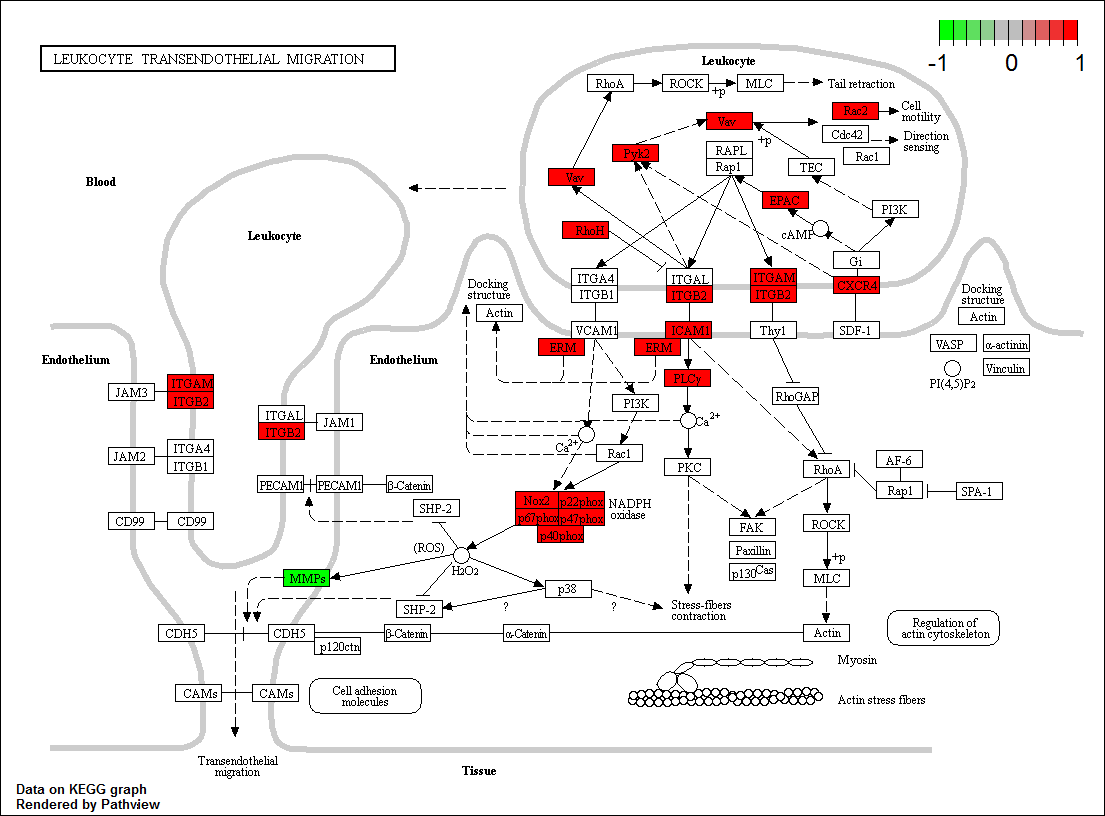 LEUKOCYTE TRANSENDOTHELIAL MIGRATION
-1 0 1
Leukocyte
RhoA ROCK +p MLC Tail retraction
Vav Rac2 Cell
motility
+p Cdc42 Direction
sensing
Rac1
Pyk2 RAPL
Rap1 TEC
Blood
Vav
EPAC PI3K
cAMP
RhoH
Leukocyte
Gi
ITGA4 ITGAL ITGAM CXCR4
ITGB1 ITGB2 ITGB2
Docking
structure
Actin
Docking
structure
Actin
VCAM1 ICAM1 Thy1 SDF-1
ERM ERM
VASP α-actinin
PI(4,5)P2 Vinculin
Endothelium
Endothelium
JAM3 ITGAM
ITGB2
PLCγ
PI3K
RhoGAP
ITGAL
ITGB2 JAM1
Ca2+
Ca2+
JAM2 ITGA4
ITGB1
Rac1 PKC RhoA
AF-6
Rap1 SPA-1
PECAM1 PECAM1 β-Catenin
SHP-2
Nox2 p22phox
p67phox p47phox
p40phox
NADPH
oxidase
CD99 CD99
FAK
Paxillin
p130Cas
ROCK
+p
MLC
(ROS)
H2O2
MMPs
p38
SHP-2 ? ?
Stress-fibers
contraction
CDH5 CDH5 β-Catenin α-Catenin Actin
p120ctn
Regulation of
actin cytoskeleton
Myosin
CAMs CAMs
Cell adhesion
molecules
Actin stress fibers
Transendothelial
migration
Tissue
Data on KEGG graph
Rendered by Pathview